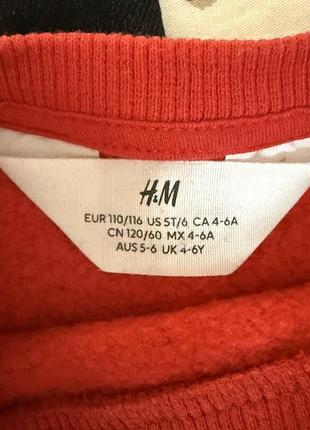 H&M
EUR 110/116 US 5T/6 CA 4-6A
CN 120/60 MX 4-6A
AUS 5-6 UK 4-6Y